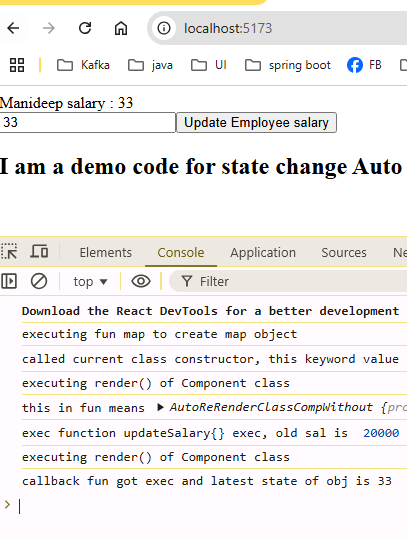 localhost:5173
Kafka java UI spring boot FB
Manideep salary : 33
33 Update Employee salary
I am a demo code for state change Auto
Elements Console Application Sources Ne
top Filter
Download the React DevTools for a better development
executing fun map to create map object
called current class constructor, this keyword value
executing render() of Component class
this in fun means ▶ AutoReRenderClassCompWithout {pro
exec function updateSalary{} exec, old sal is 20000
executing render() of Component class
callback fun got exec and latest state of obj is 33
>